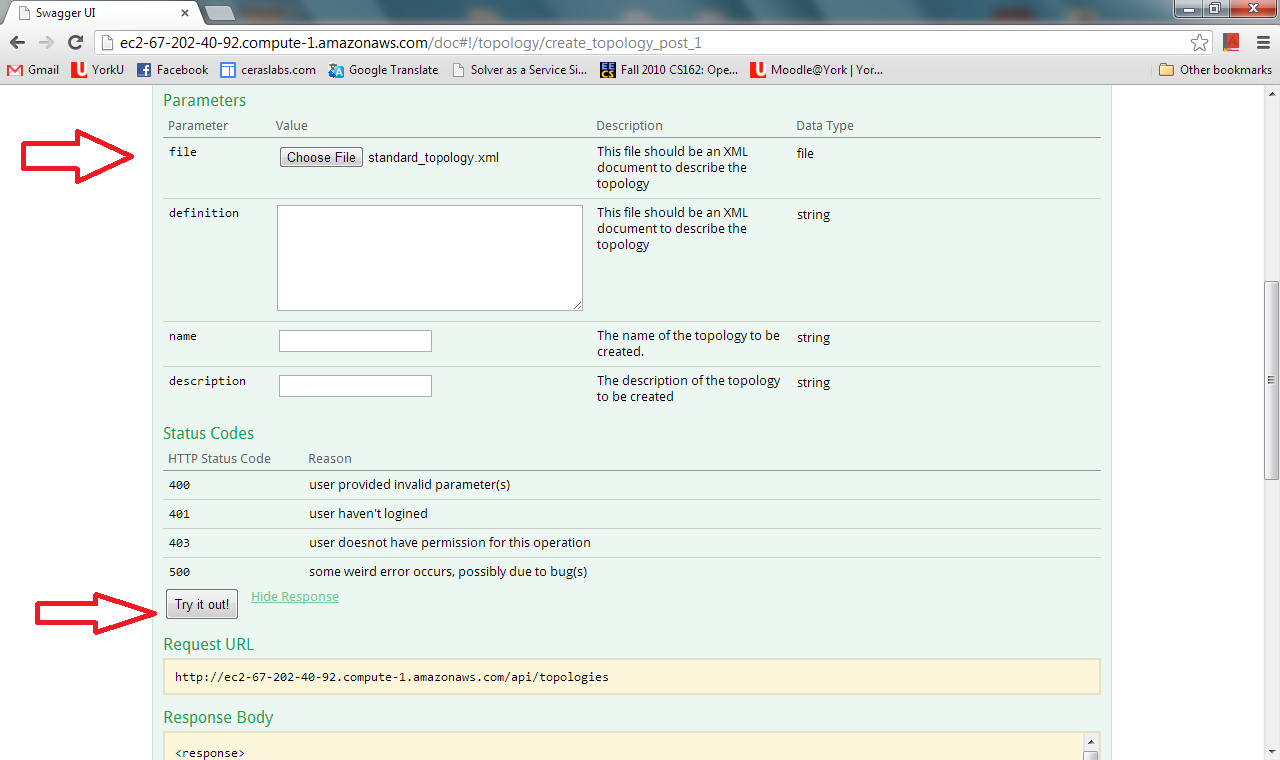 Swagger UI
ec2-67-202-40-92.compute-1.amazonaws.com/doc#!/topology/create_topology_post_1
Gmail YorkU Facebook ceraslabs.com Google Translate Solver as a Service Si... EECS Fall 2010 CS162: Ope... Moodle@York | Yor... Other bookmarks
Parameters
Parameter Value Description Data Type
file Choose File standard_topology.xml This file should be an XML file
document to describe the
topology
definition This file should be an XML string
document to describe the
topology
name The name of the topology to be string
created.
description The description of the topology string
to be created
Status Codes
HTTP Status Code Reason
400 user provided invalid parameter(s)
401 user haven't logined
403 user doesnot have permission for this operation
500 some weird error occurs, possibly due to bug(s)
Try it out! Hide Response
Request URL
http://ec2-67-202-40-92.compute-1.amazonaws.com/api/topologies
Response Body
<response>